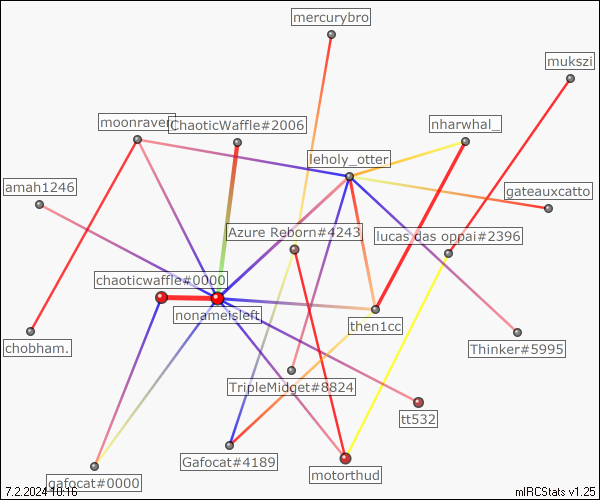 mercurybro
mukszi
moonraven
ChaoticWaffle#2006
nharwhal_
leholy_otter
amah1246
gateauxcatto
Azure Reborn#4243
lucas das oppai#2396
chaoticwaffle#0000
nonameisleft
then1cc
chobham.
Thinker#5995
TripleMidget#8824
tt532
Gafocat#4189
motorthud
gafocat#0000
7.2.2024 10:16
mIRCStats v1.25